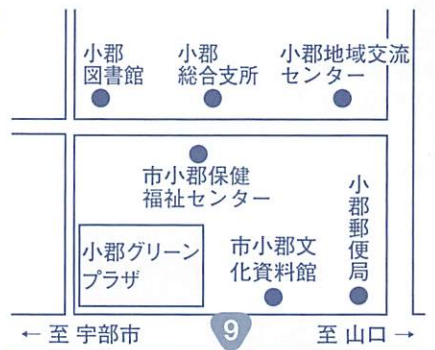 小郡
図書館
小郡
総合支所
小郡地域交流
センター
市小郡保健
福祉センター
小郡グリーン
プラザ
市小郡文
化資料館
小郡郵便局
← 至 宇部市
9
至 山口 →